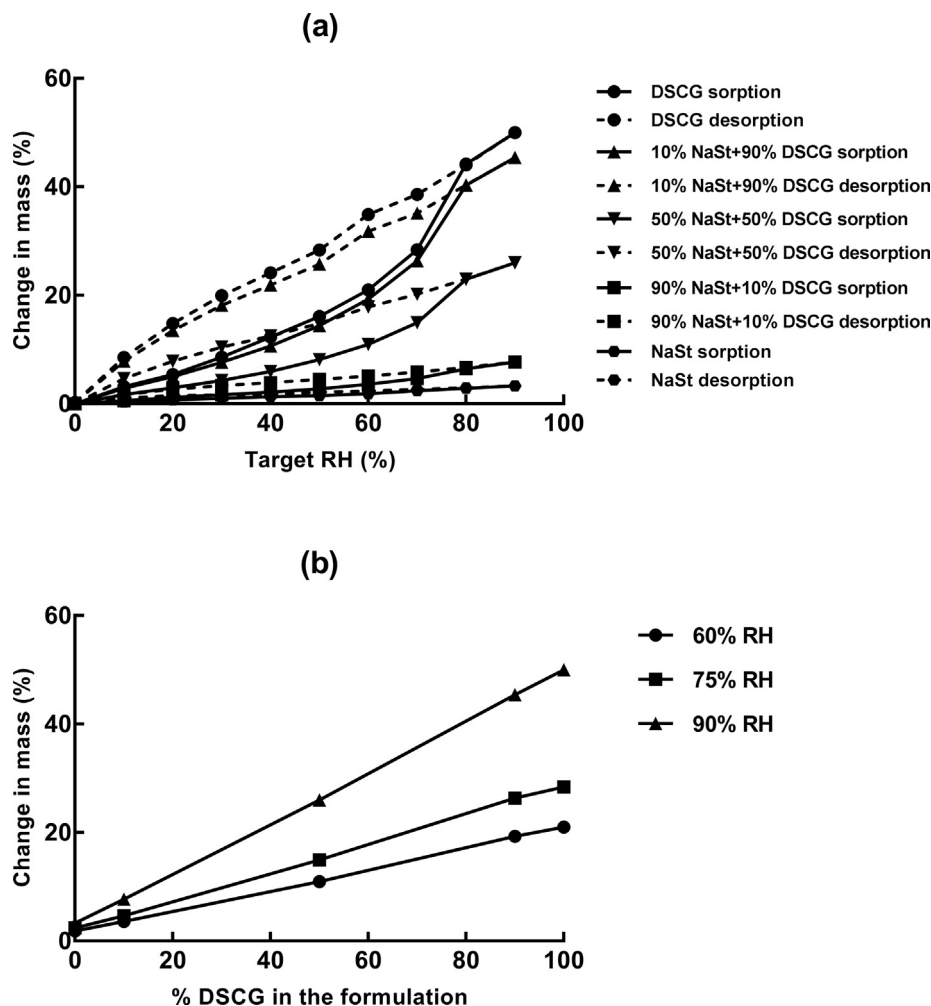 (a)
60
40
20
0
0 20 40 60 80 100
Change in mass (%)
Target RH (%)
DSCG sorption
DSCG desorption
10% NaSt+90% DSCG sorption
10% NaSt+90% DSCG desorption
50% NaSt+50% DSCG sorption
50% NaSt+50% DSCG desorption
90% NaSt+10% DSCG sorption
90% NaSt+10% DSCG desorption
NaSt sorption
NaSt desorption
(b)
60
40
20
0
0 20 40 60 80 100
Change in mass (%)
% DSCG in the formulation
60% RH
75% RH
90% RH